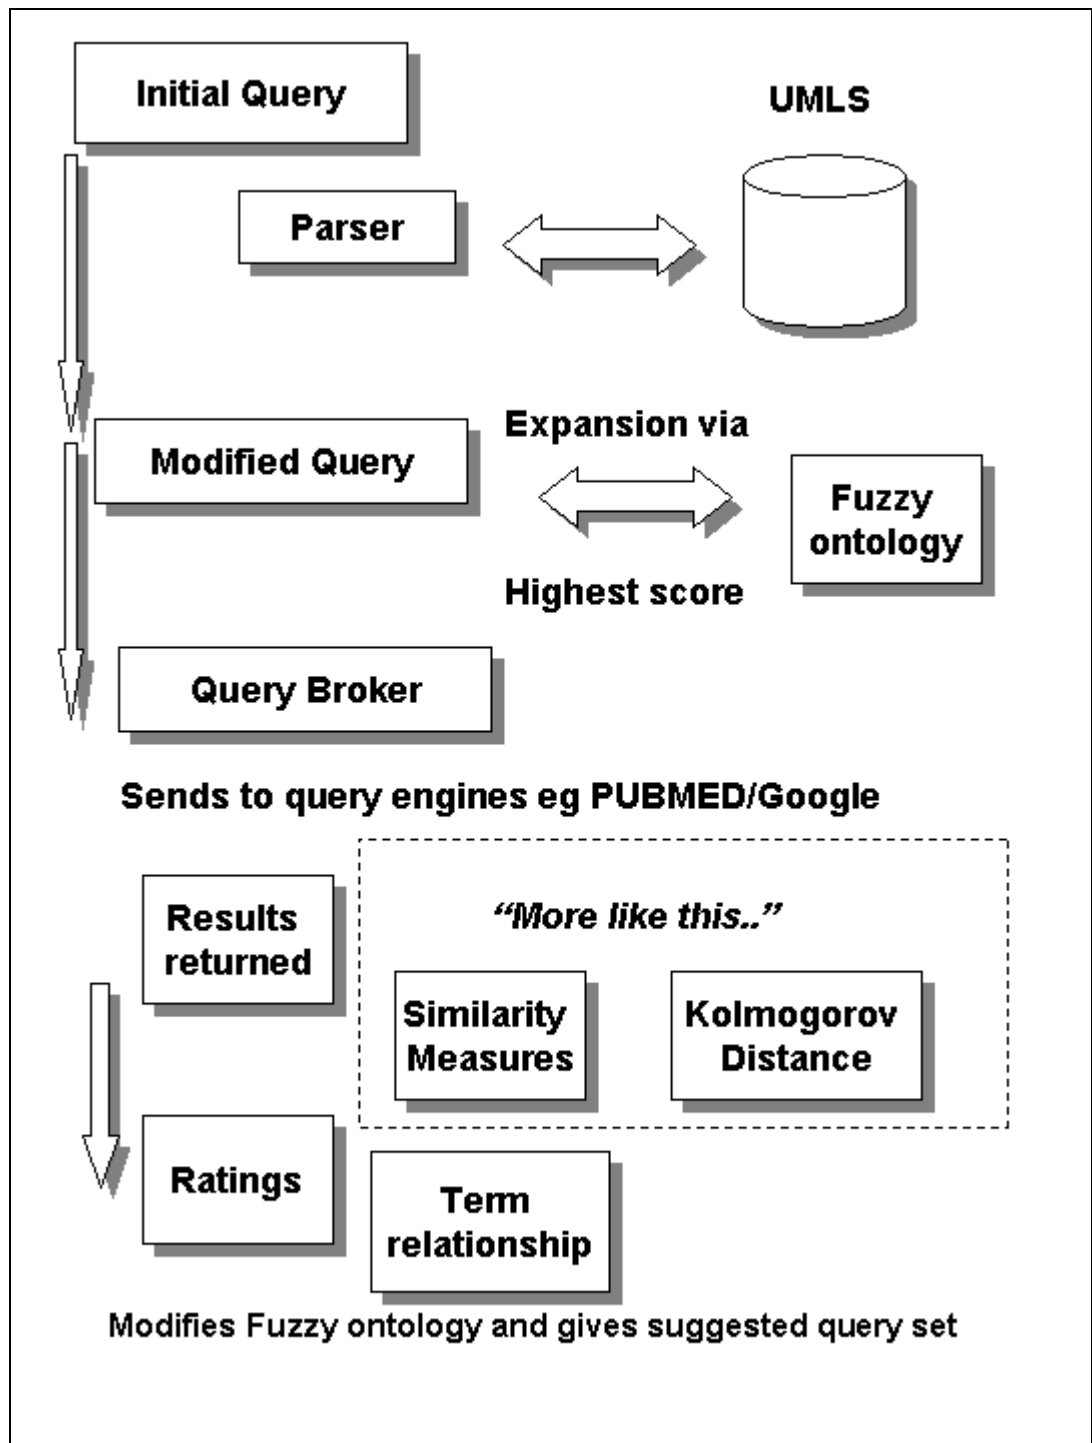 Initial Query
UMLS
Parser
Expansion via
Modified Query
Fuzzy
ontology
Highest score
Query Broker
Sends to query engines eg PUBMED/Google
Results
returned
“More like this..”
Similarity
Measures
Kolmogorov
Distance
Ratings
Term
relationship
Modifies Fuzzy ontology and gives suggested query set